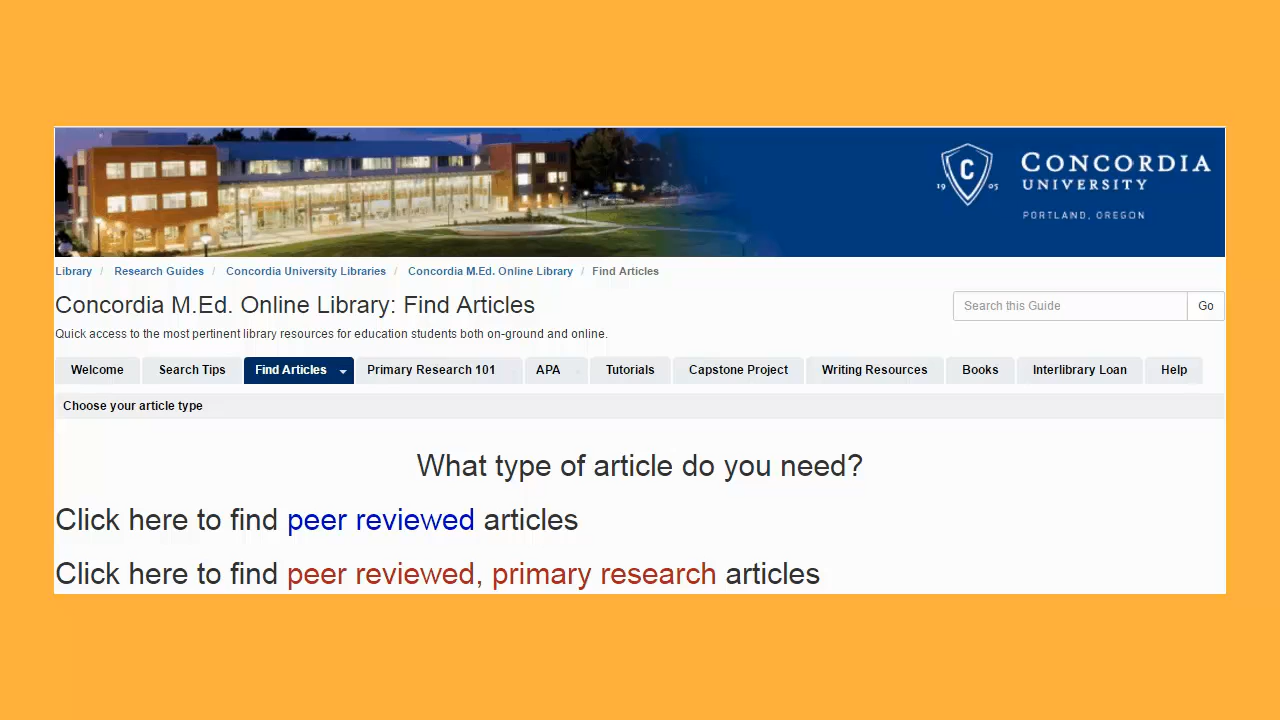 C
19 05
CONCORDIA
UNIVERSITY
PORTLAND, OREGON
Library / Research Guides / Concordia University Libraries / Concordia M.Ed. Online Library / Find Articles
Concordia M.Ed. Online Library: Find Articles
Search this Guide Go
Quick access to the most pertinent library resources for education students both on-ground and online.
Welcome Search Tips Find Articles Primary Research 101 APA Tutorials Capstone Project Writing Resources Books Interlibrary Loan Help
Choose your article type
What type of article do you need?
Click here to find peer reviewed articles
Click here to find peer reviewed, primary research articles